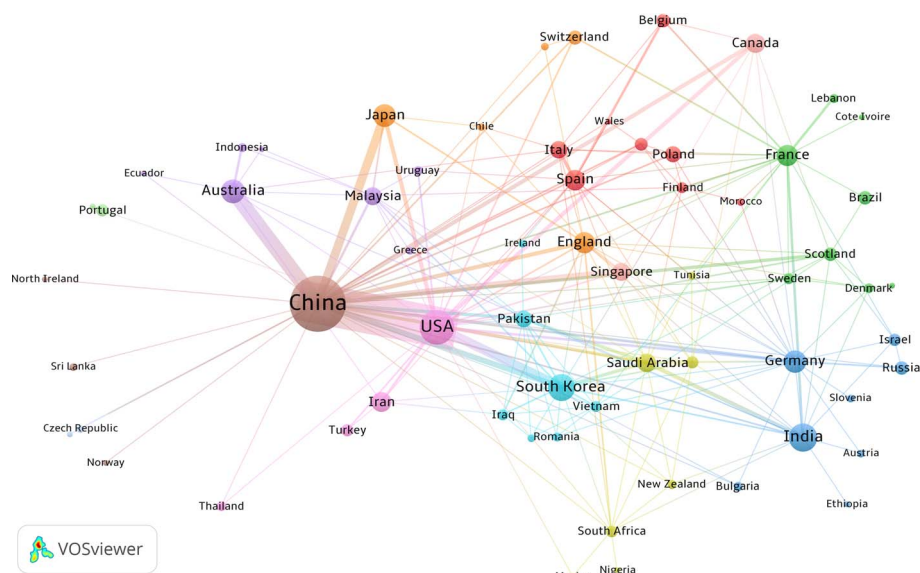 Belgium
Switzerland
Canada
Lebanon
Japan
Cote Ivoire
Chile
Wales
Indonesia
Italy
Poland
France
Ecuador
Uruguay
Spain
Australia
Malaysia
Finland
Brazil
Morocco
Portugal
Greece
Ireland
England
Scotland
North Ireland
Singapore
Tunisia
Sweden
Denmark
China
USA
Pakistan
Israel
Sri Lanka
Saudi Arabia
Germany
Russia
South Korea
Iran
Vietnam
Slovenia
Iraq
Czech Republic
Turkey
Romania
India
Norway
Austria
New Zealand
Bulgaria
Thailand
Ethiopia
South Africa
VOSviewer
Nigeria